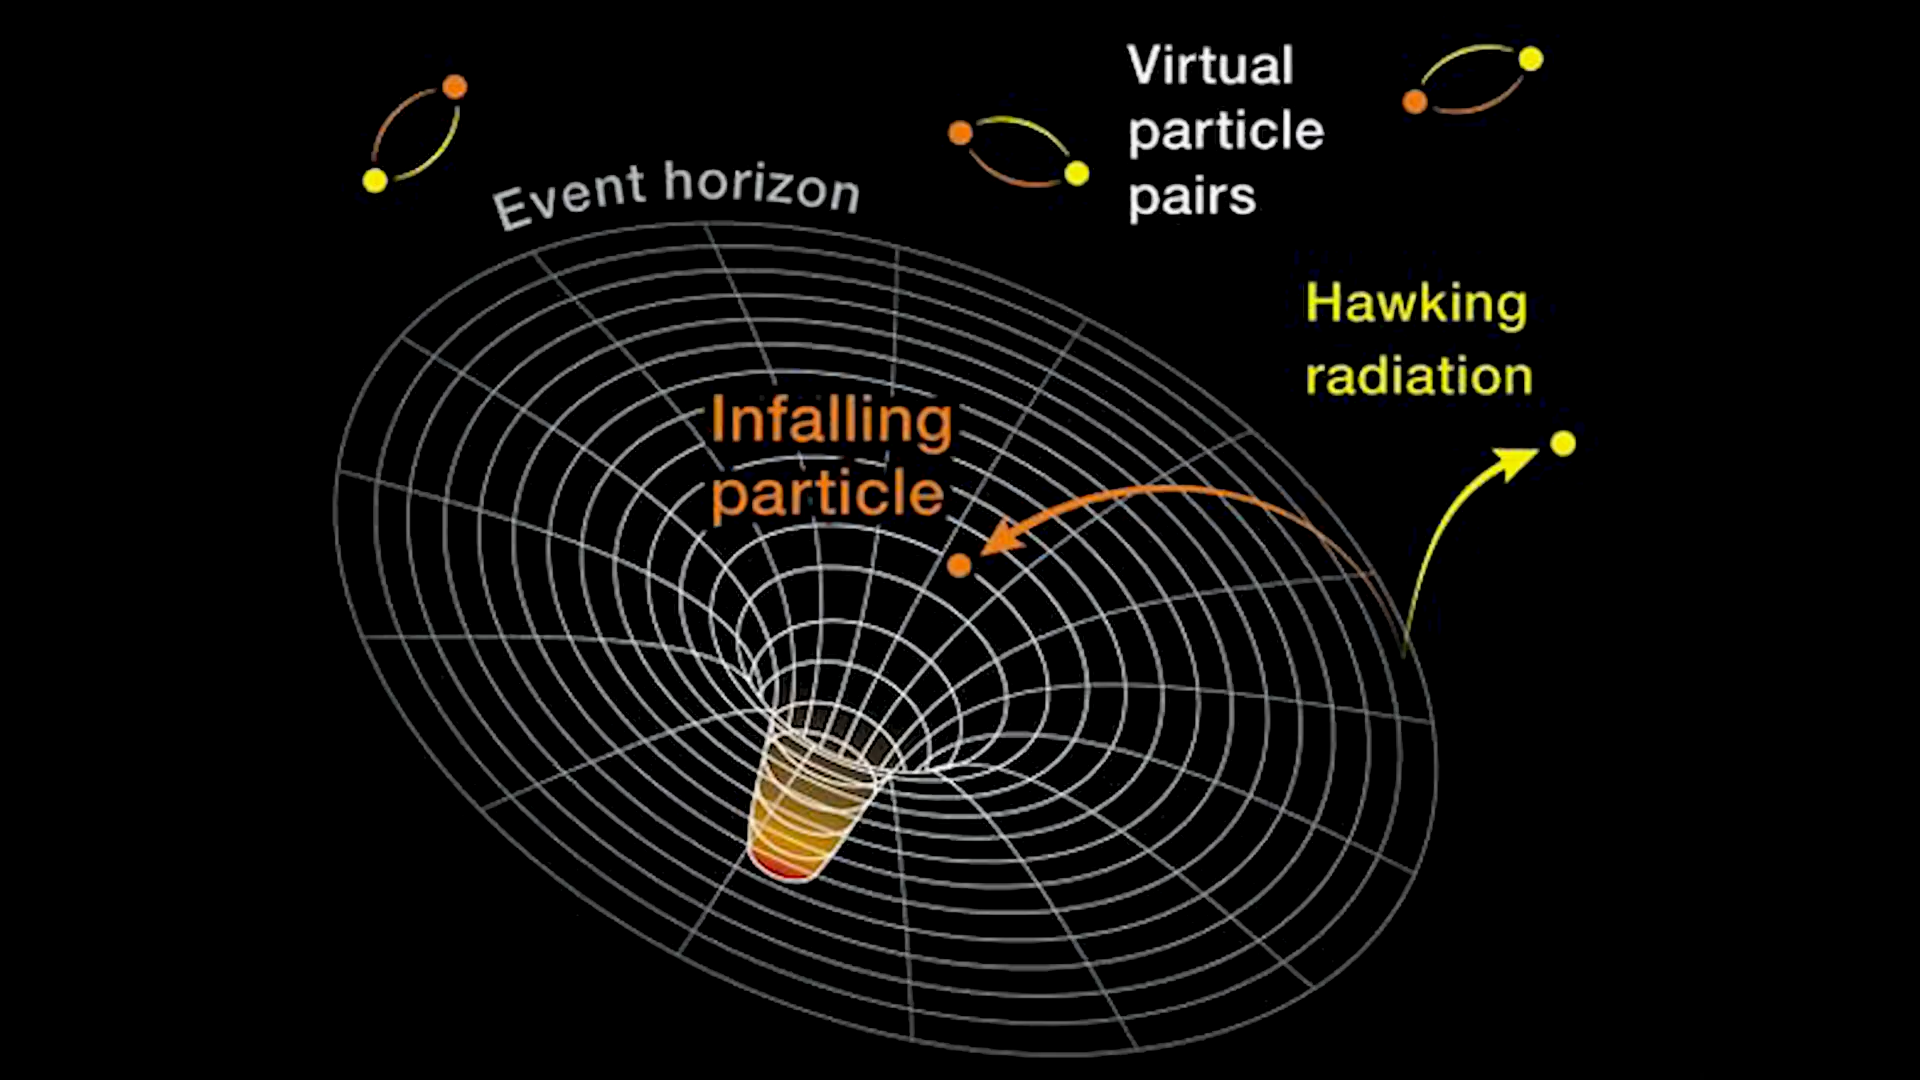 Virtual
particle
pairs
Event horizon
Hawking
radiation
Infalling
particle